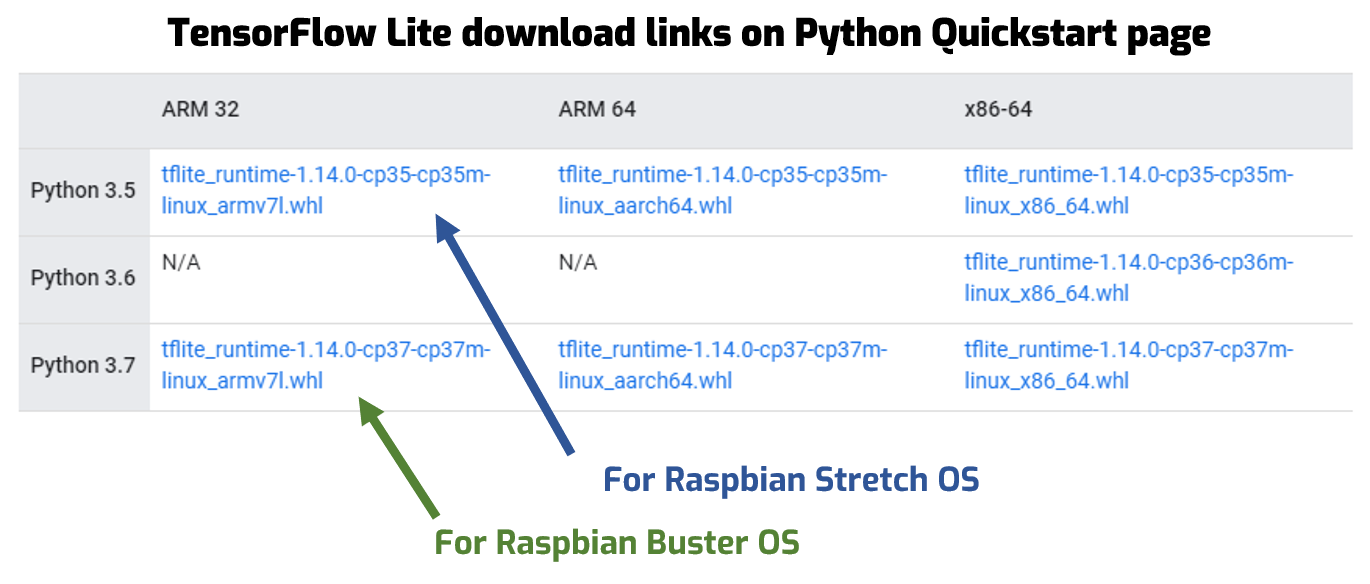 TensorFlow Lite download links on Python Quickstart page
ARM 32 ARM 64 x86-64
Python 3.5
tflite_runtime-1.14.0-cp35-cp35m-
linux_armv7l.whl
tflite_runtime-1.14.0-cp35-cp35m-
linux_aarch64.whl
tflite_runtime-1.14.0-cp35-cp35m-
linux_x86_64.whl
Python 3.6
N/A
N/A
tflite_runtime-1.14.0-cp36-cp36m-
linux_x86_64.whl
Python 3.7
tflite_runtime-1.14.0-cp37-cp37m-
linux_armv7l.whl
tflite_runtime-1.14.0-cp37-cp37m-
linux_aarch64.whl
tflite_runtime-1.14.0-cp37-cp37m-
linux_x86_64.whl
For Raspbian Stretch OS
For Raspbian Buster OS